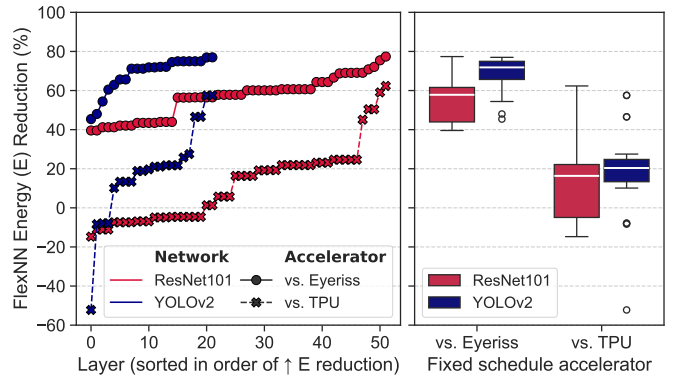 FlexNN Energy (E) Reduction (%)
100
80
60
40
20
0
−20
−40
−60
0 10 20 30 40 50
Layer (sorted in order of ↑ E reduction)
Network Accelerator
ResNet101 vs. Eyeriss
YOLOv2 vs. TPU
ResNet101
YOLOv2
vs. Eyeriss vs. TPU
Fixed schedule accelerator